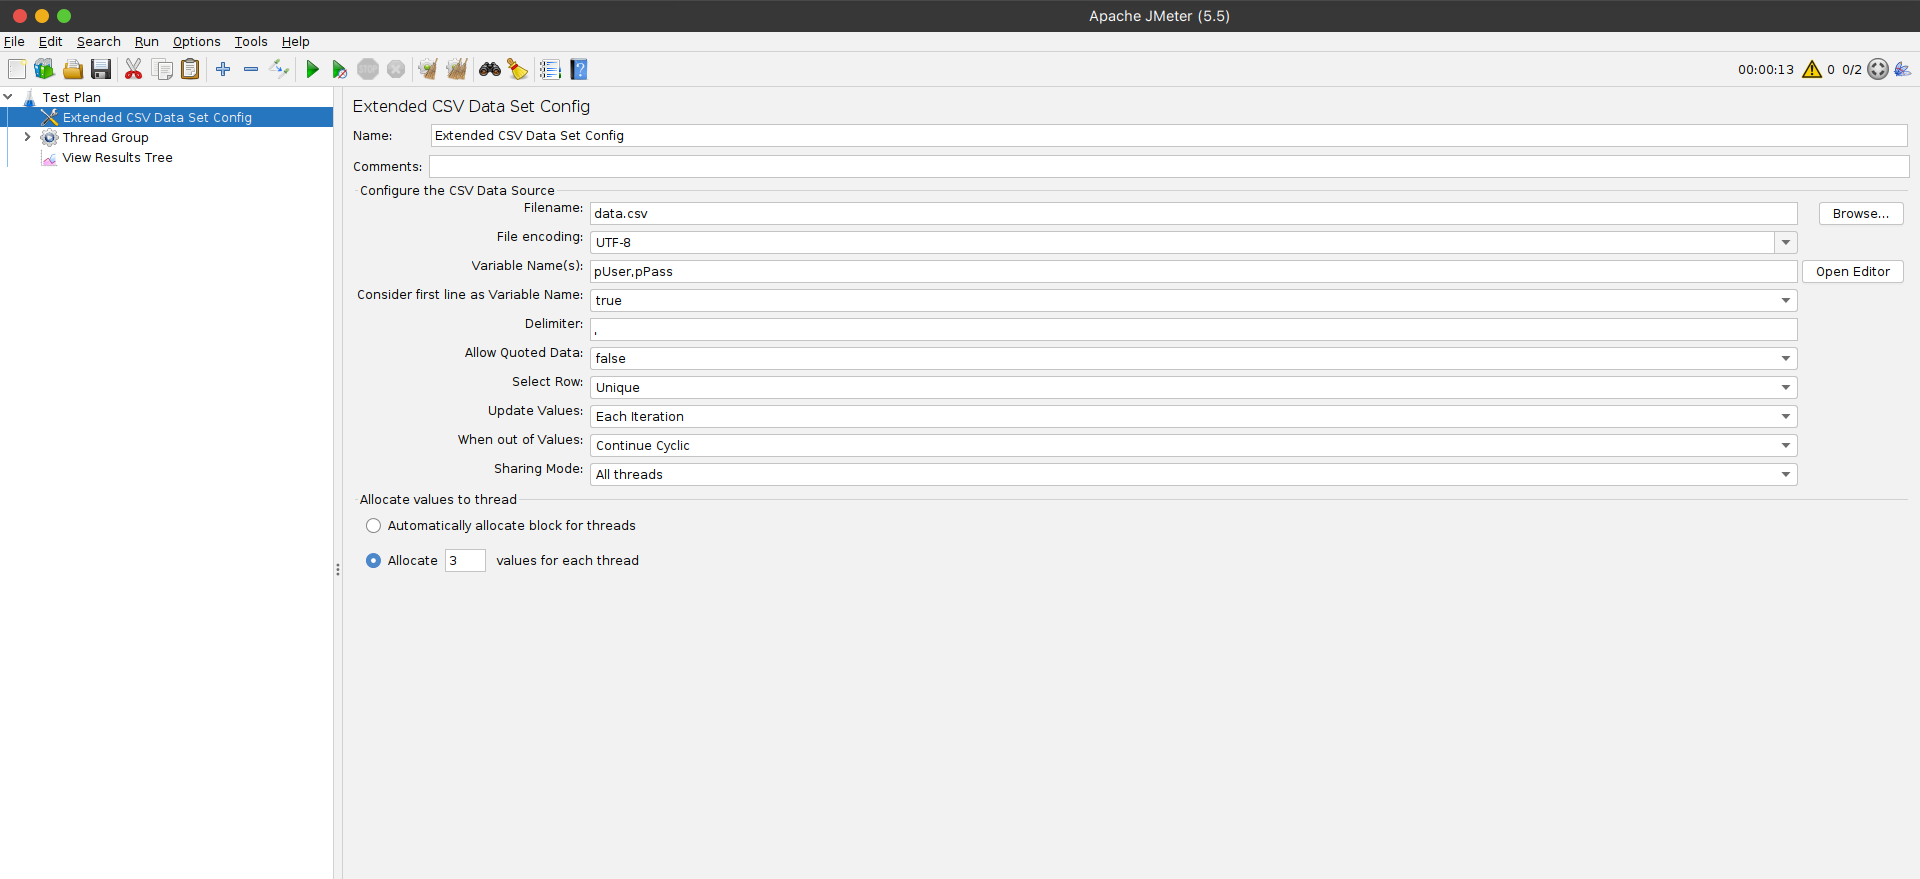 Apache JMeter (5.5)
File Edit Search Run Options Tools Help
STOP
00:00:13 0 0/2
Test Plan
Extended CSV Data Set Config
Thread Group
View Results Tree
Extended CSV Data Set Config
Name: Extended CSV Data Set Config
Comments:
Configure the CSV Data Source
Filename: data.csv Browse...
File encoding: UTF-8
Variable Name(s): pUser,pPass Open Editor
Consider first line as Variable Name: true
Delimiter: ,
Allow Quoted Data: false
Select Row: Unique
Update Values: Each Iteration
When out of Values: Continue Cyclic
Sharing Mode: All threads
Allocate values to thread
Automatically allocate block for threads
Allocate 3 values for each thread